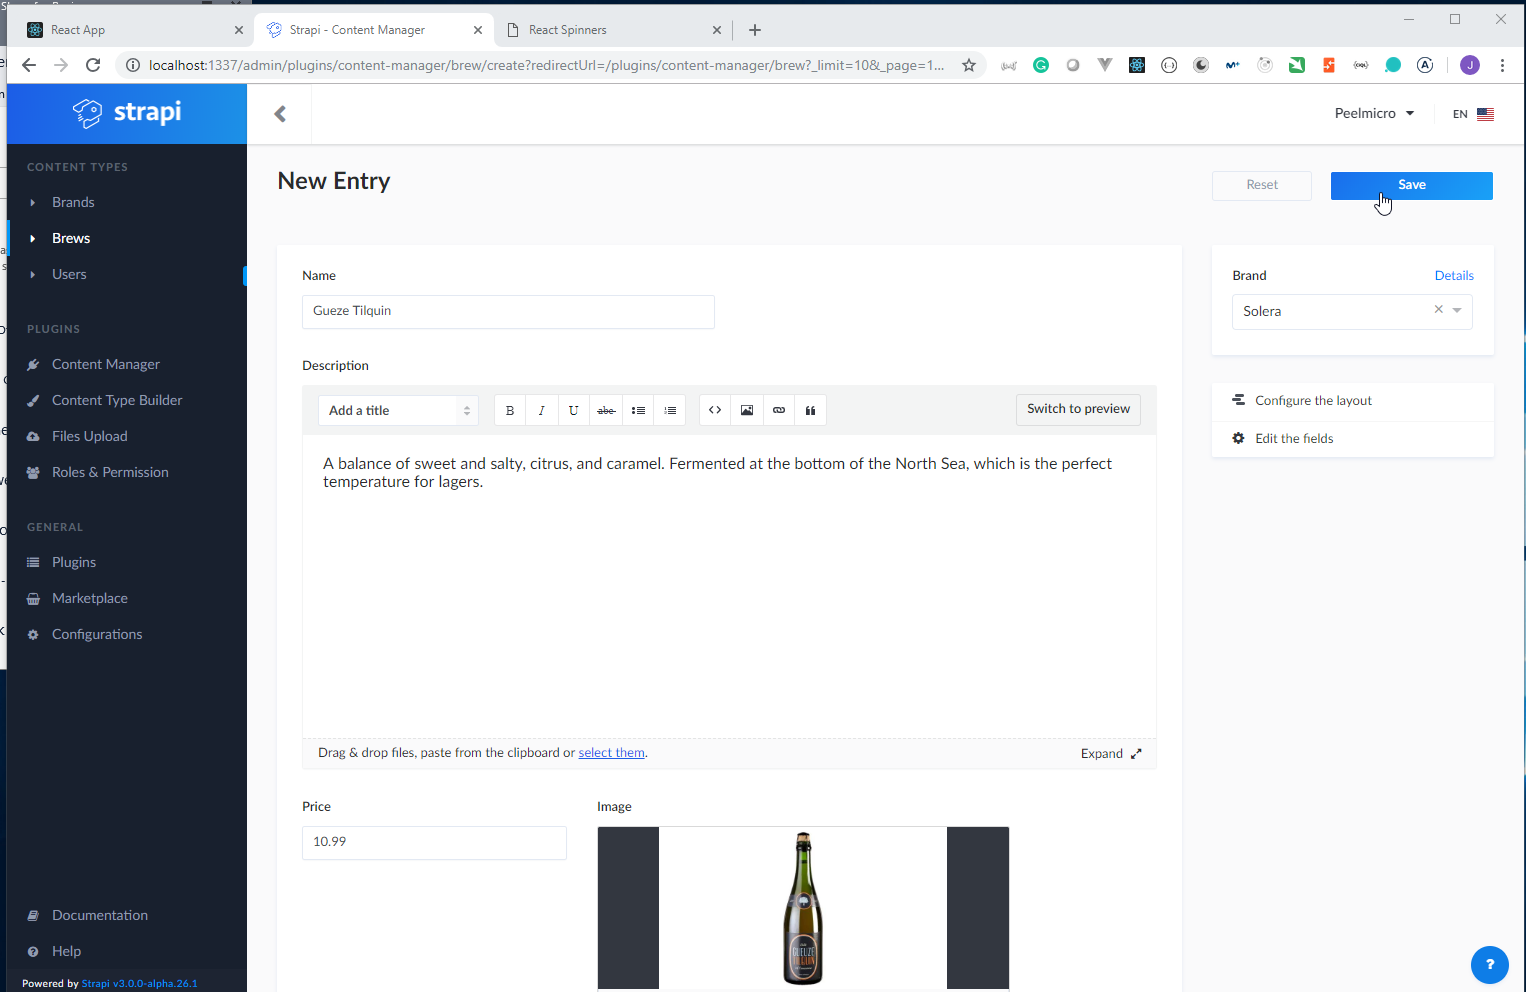 React App
Strapi - Content Manager
React Spinners
localhost:1337/admin/plugins/content-manager/brew/create?redirectUrl=/plugins/content-manager/brew?_limit=10&_page=1...
J
strapi
Peelmicro
EN
CONTENT TYPES
Brands
Brews
Users
PLUGINS
Content Manager
Content Type Builder
Files Upload
Roles & Permission
GENERAL
Plugins
Marketplace
Configurations
Documentation
Help
Powered by Strapi v3.0.0-alpha.26.1
New Entry
Reset
Save
Name
Gueze Tilquin
Description
Add a title
B I U abc
Switch to preview
A balance of sweet and salty, citrus, and caramel. Fermented at the bottom of the North Sea, which is the perfect
temperature for lagers.
Drag & drop files, paste from the clipboard or select them.
Expand
Price
10.99
Image
GUEUZE
TILQUIN
Brand
Details
Solera
Configure the layout
Edit the fields
?